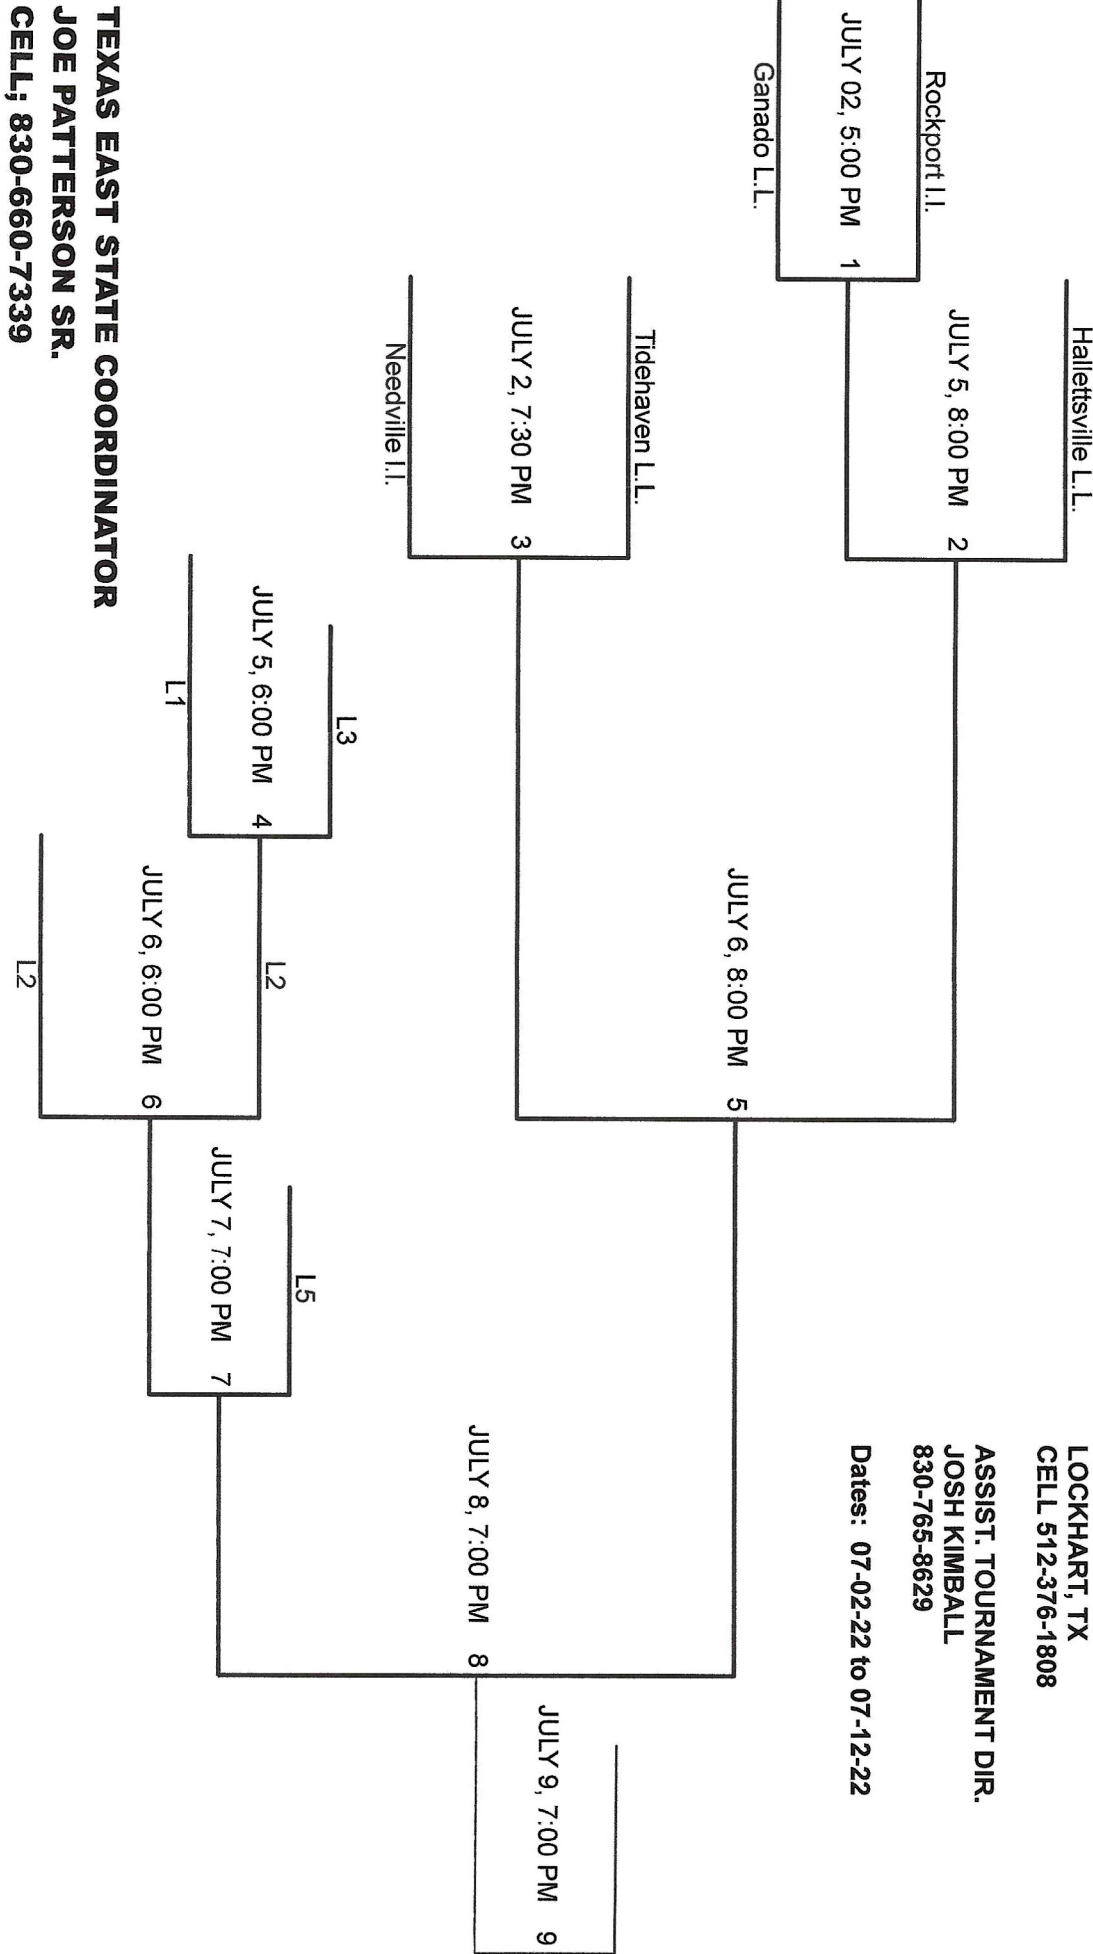 LOCKHART, TX
CELL 512-376-1808
ASSIST. TOURNAMENT DIR.
JOSH KIMBALL
830-765-8629
Dates: 07-02-22 to 07-12-22
Hallettsville L.L.
JULY 5, 8:00 PM 2
Rockport l.l.
JULY 02, 5:00 PM 1
Ganado L.L.
JULY 6, 8:00 PM 5
Tidehaven L.L.
JULY 2, 7:30 PM 3
Needville l.l.
JULY 9, 7:00 PM 9
JULY 8, 7:00 PM 8
L3
JULY 5, 6:00 PM 4
L1
L5
JULY 7, 7:00 PM 7
L2
JULY 6, 6:00 PM 6
L2
TEXAS EAST STATE COORDINATOR
JOE PATTERSON SR.
CELL; 830-660-7339